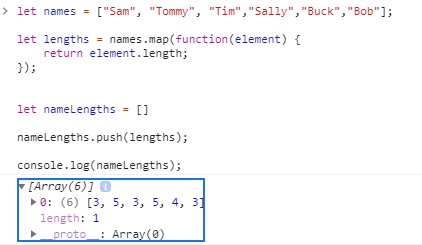 > let names = ["Sam", "Tommy", "Tim","Sally","Buck","Bob"];
let lengths = names.map(function(element) {
    return element.length;
});
let nameLengths = []
nameLengths.push(lengths);
console.log(nameLengths);
▼[Array(6)] i
▶0: (6) [3, 5, 3, 5, 4, 3]
length: 1
▶__proto__: Array(0)